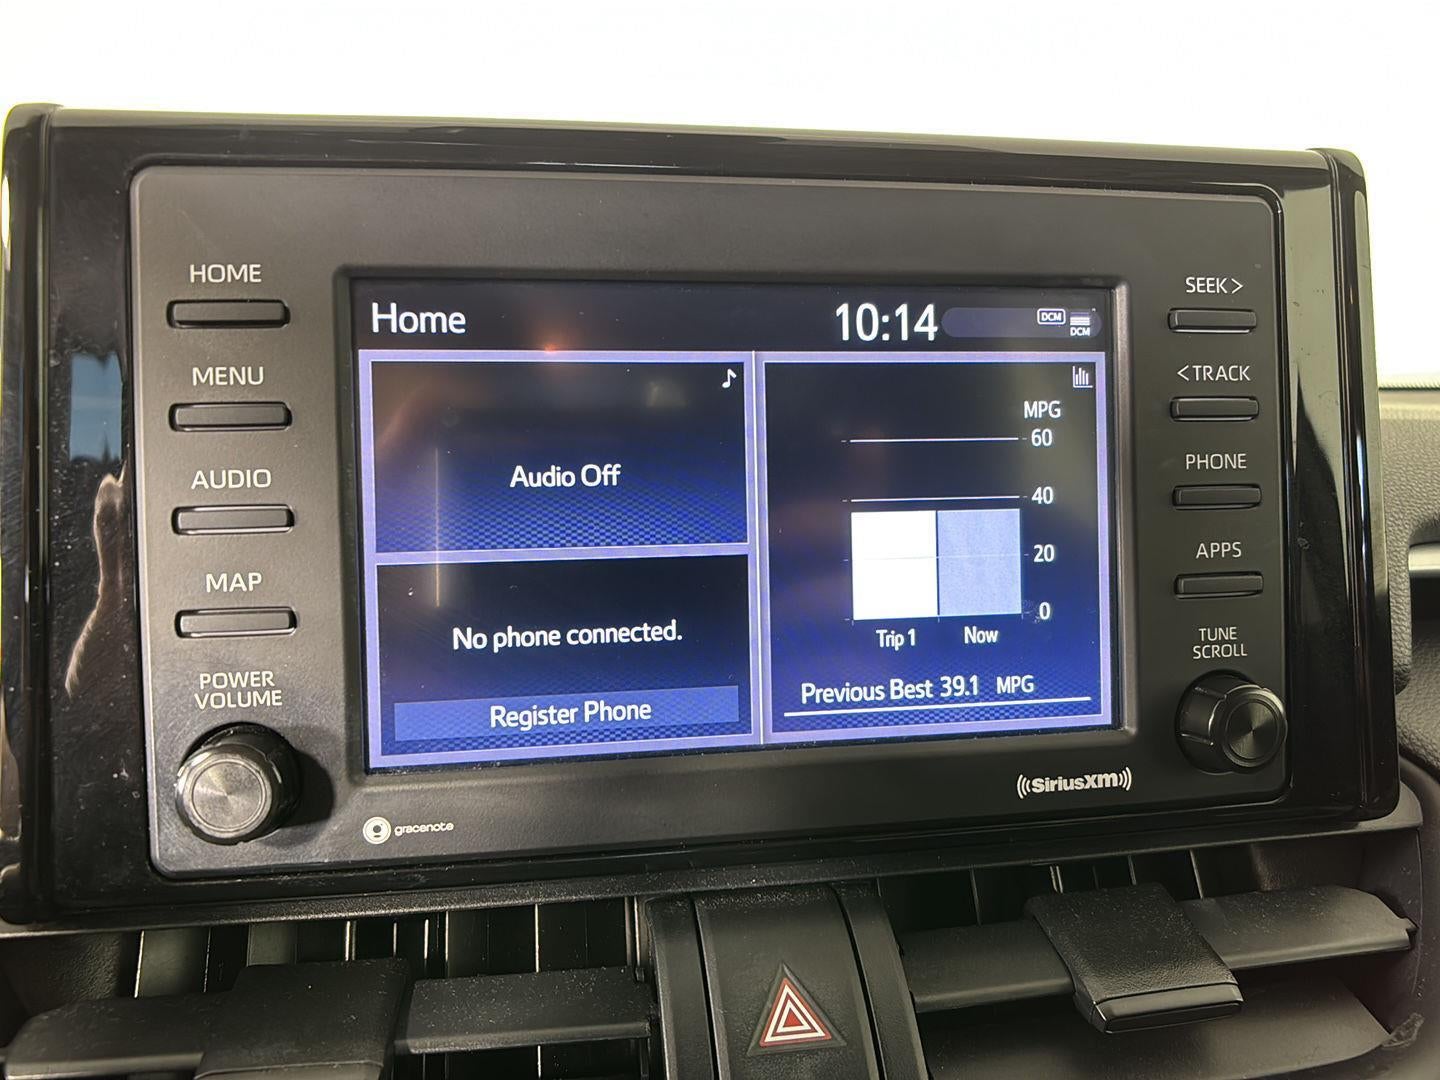 HOME
MENU
AUDIO
MAP
POWER
VOLUME
Home
10:14
DCM
DCM
Audio Off
No phone connected.
Register Phone
MPG
60
40
20
0
Trip 1
Now
Previous Best 39.1 MPG
SEEK >
< TRACK
PHONE
APPS
TUNE
SCROLL
gracenote
SiriusXM